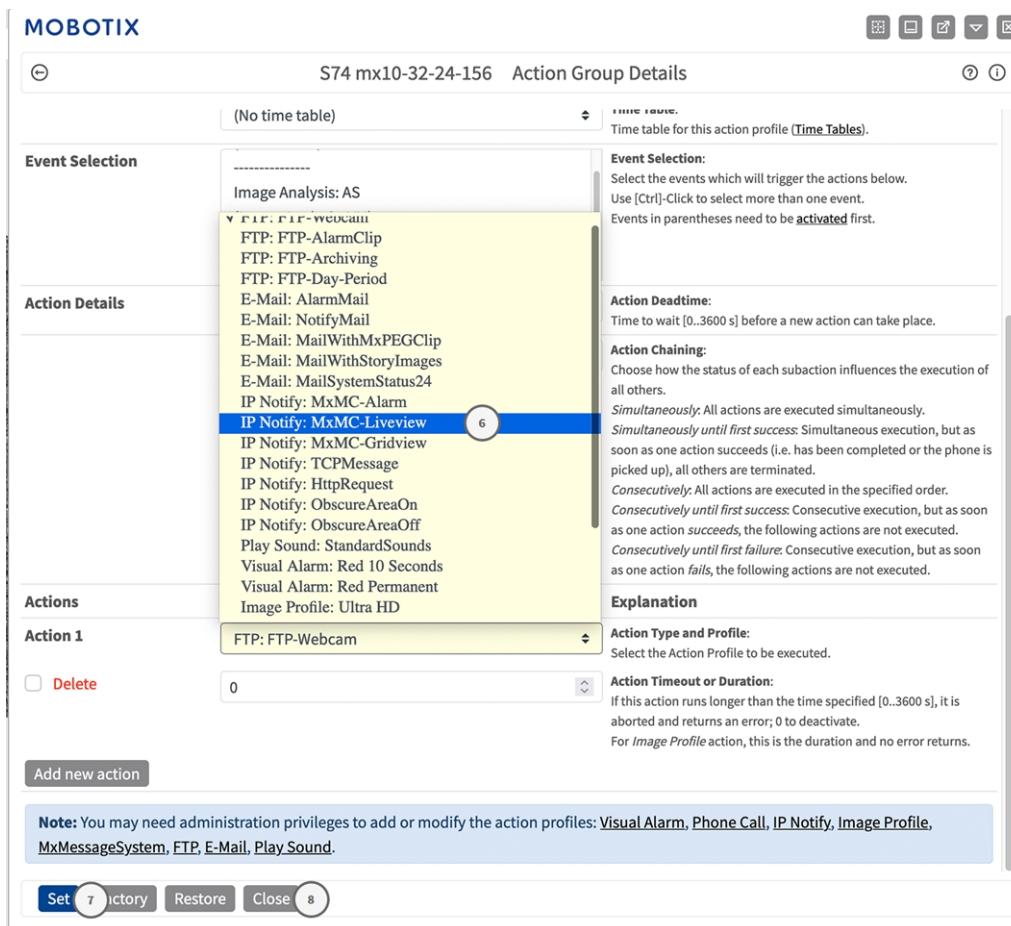 MOBOTIX
S74 mx10-32-24-156 Action Group Details
(No time table)
Time Table:
Time table for this action profile (Time Tables).
Event Selection
---------------
Image Analysis: AS
Event Selection:
Select the events which will trigger the actions below.
Use [Ctrl]-Click to select more than one event.
Events in parentheses need to be activated first.
FTP: FTP-Webcam
FTP: FTP-AlarmClip
FTP: FTP-Archiving
FTP: FTP-Day-Period
E-Mail: AlarmMail
E-Mail: NotifyMail
E-Mail: MailWithMxPEGClip
E-Mail: MailWithStoryImages
E-Mail: MailSystemStatus24
IP Notify: MxMC-Alarm
IP Notify: MxMC-Liveview 6
IP Notify: MxMC-Gridview
IP Notify: TCPMessage
IP Notify: HttpRequest
IP Notify: ObscureAreaOn
IP Notify: ObscureAreaOff
Play Sound: StandardSounds
Visual Alarm: Red 10 Seconds
Visual Alarm: Red Permanent
Image Profile: Ultra HD
Action Details
Action Deadtime:
Time to wait [0..3600 s] before a new action can take place.
Action Chaining:
Choose how the status of each subaction influences the execution of
all others.
Simultaneously: All actions are executed simultaneously.
Simultaneously until first success: Simultaneous execution, but as
soon as one action succeeds (i.e. has been completed or the phone is
picked up), all others are terminated.
Consecutively: All actions are executed in the specified order.
Consecutively until first success: Consecutive execution, but as soon
as one action succeeds, the following actions are not executed.
Consecutively until first failure: Consecutive execution, but as soon
as one action fails, the following actions are not executed.
Actions
Explanation
Action 1
FTP: FTP-Webcam
Action Type and Profile:
Select the Action Profile to be executed.
Delete
0
Action Timeout or Duration:
If this action runs longer than the time specified [0..3600 s], it is
aborted and returns an error; 0 to deactivate.
For Image Profile action, this is the duration and no error returns.
Add new action
Note: You may need administration privileges to add or modify the action profiles: Visual Alarm, Phone Call, IP Notify, Image Profile,
MxMessageSystem, FTP, E-Mail, Play Sound.
Set 7 ctory Restore Close 8